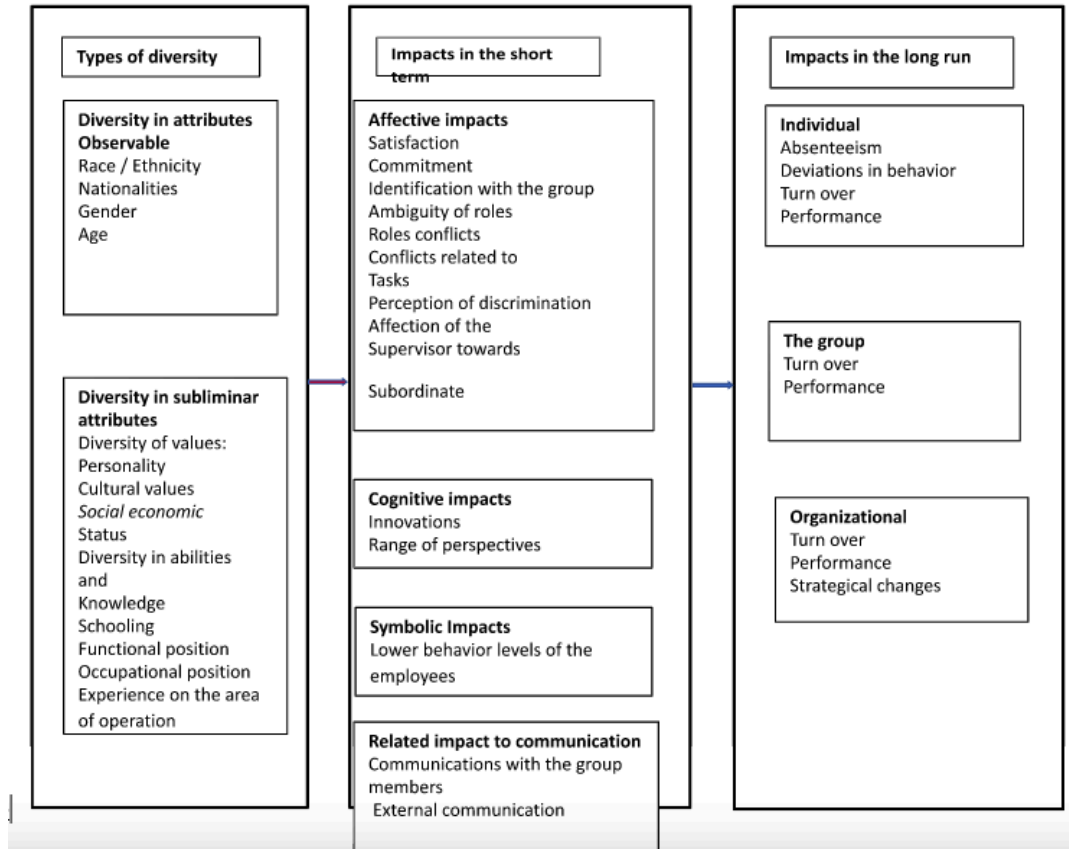 Types of diversity
Diversity in attributes
Observable
Race / Ethnicity
Nationalities
Gender
Age
Diversity in subliminar
attributes
Diversity of values:
Personality
Cultural values
Social economic
Status
Diversity in abilities
and
Knowledge
Schooling
Functional position
Occupational position
Experience on the area
of operation
Impacts in the short
term
Affective impacts
Satisfaction
Commitment
Identification with the group
Ambiguity of roles
Roles conflicts
Conflicts related to
Tasks
Perception of discrimination
Affection of the
Supervisor towards
Subordinate
Cognitive impacts
Innovations
Range of perspectives
Symbolic Impacts
Lower behavior levels of the
employees
Related impact to communication
Communications with the group
members
External communication
Impacts in the long run
Individual
Absenteeism
Deviations in behavior
Turn over
Performance
The group
Turn over
Performance
Organizational
Turn over
Performance
Strategical changes